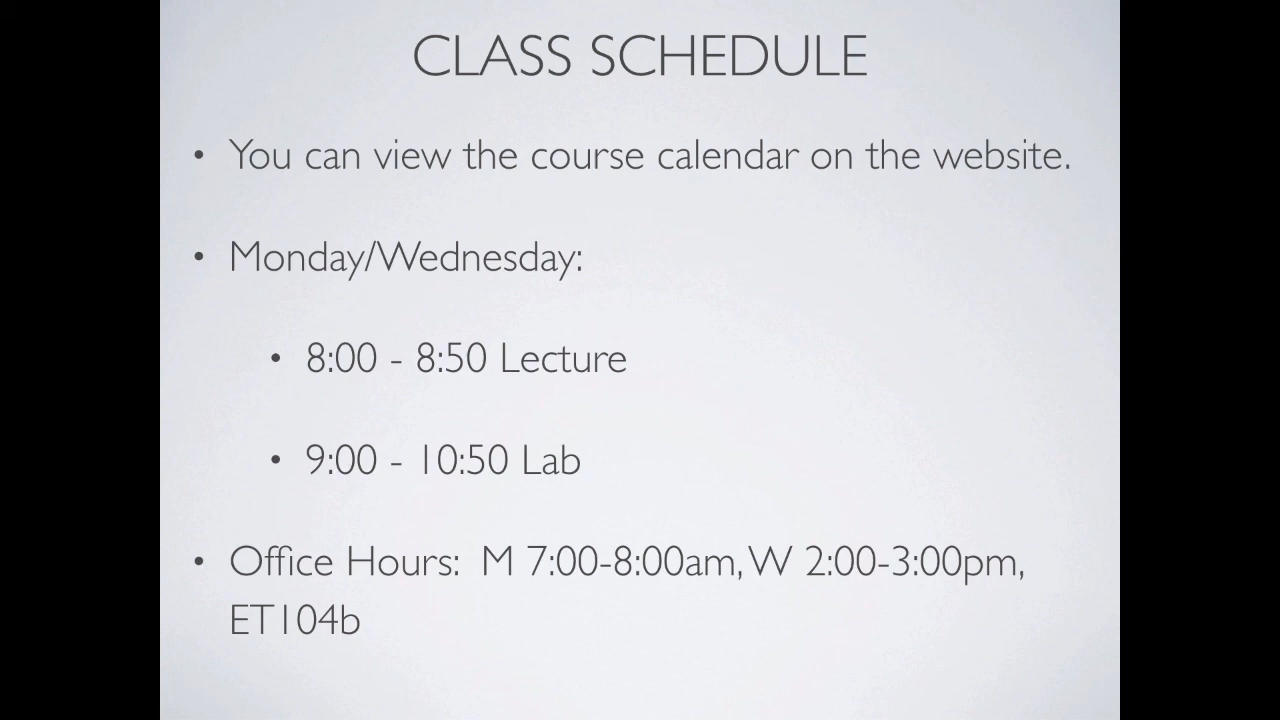 CLASS SCHEDULE
• You can view the course calendar on the website.
• Monday/Wednesday:
• 8:00 - 8:50 Lecture
• 9:00 - 10:50 Lab
• Office Hours:  M 7:00-8:00am, W 2:00-3:00pm,
ET104b